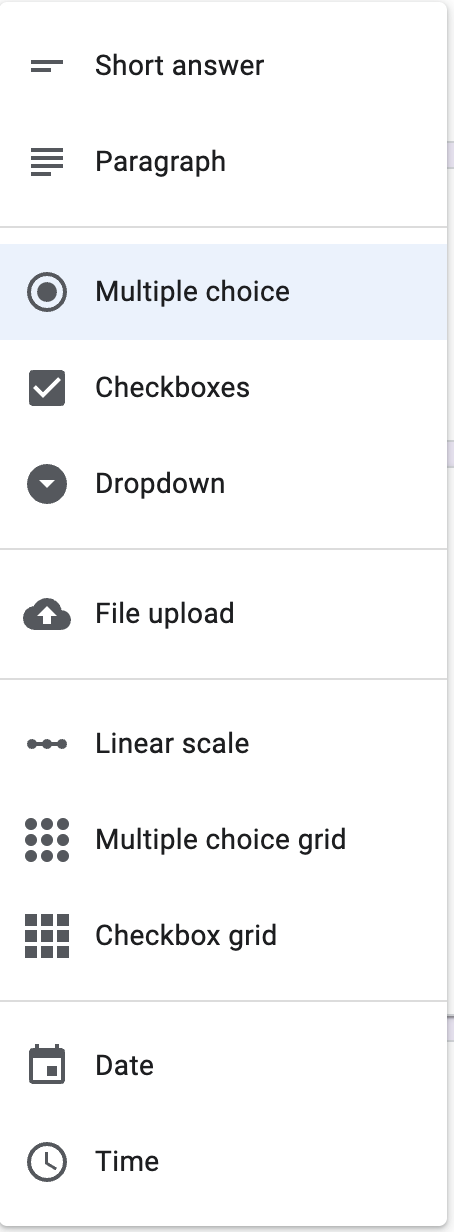 Short answer
Paragraph
Multiple choice
Checkboxes
Dropdown
File upload
Linear scale
Multiple choice grid
Checkbox grid
Date
Time